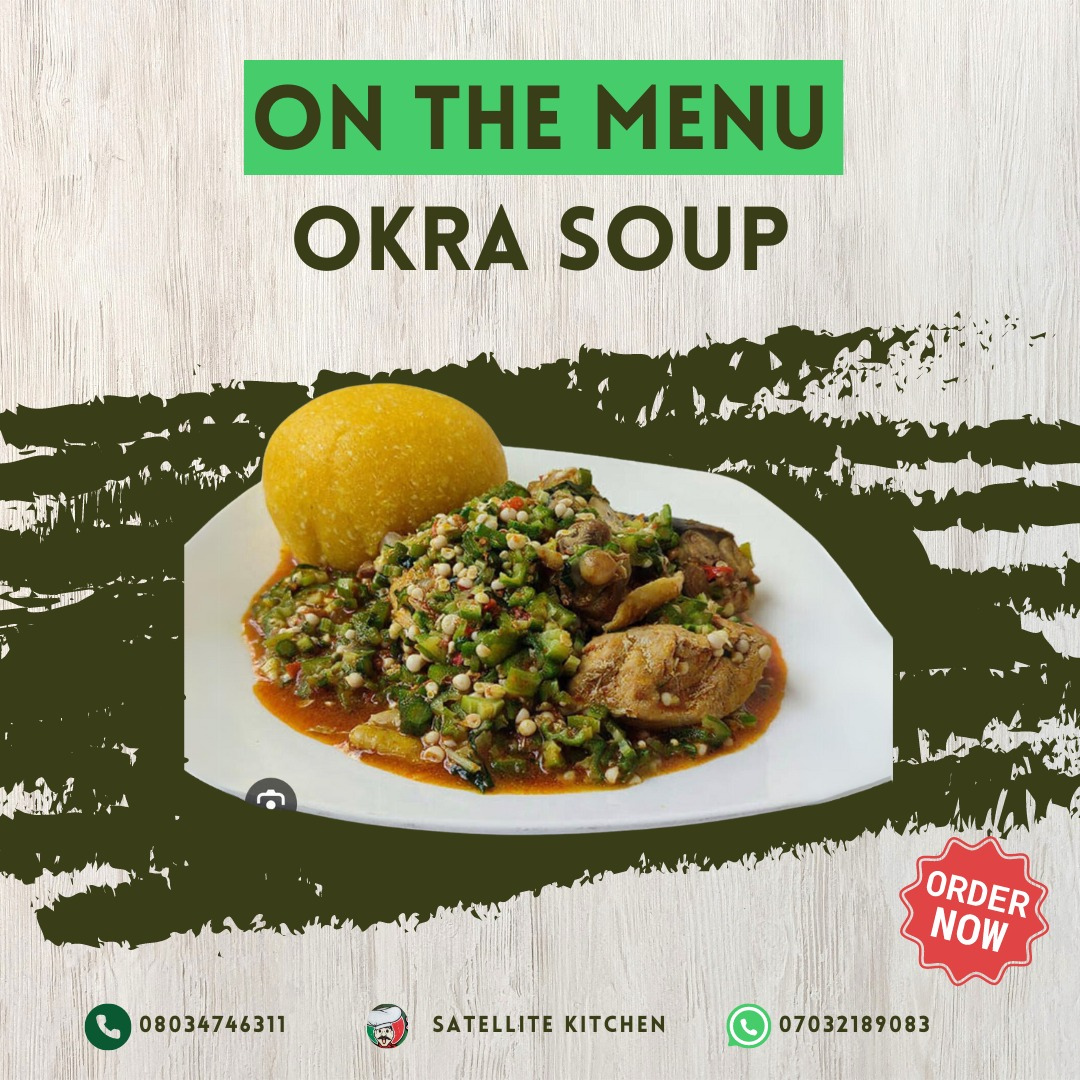 ON THE MENU
OKRA SOUP
ORDER
NOW
08034746311
SATELLITE KITCHEN
07032189083